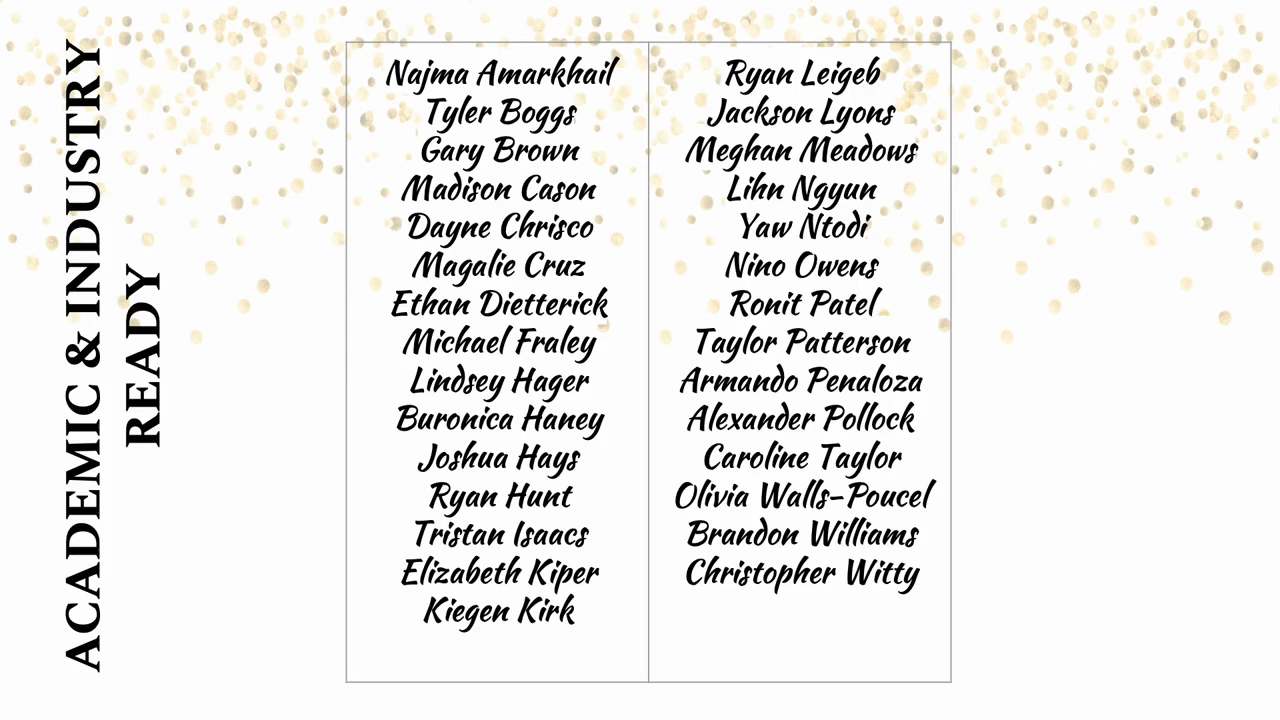 ACADEMIC & INDUSTRY
READY
Najma Amarkhail
Tyler Boggs
Gary Brown
Madison Cason
Dayne Chrisco
Magalie Cruz
Ethan Dietterick
Michael Fraley
Lindsey Hager
Buronica Haney
Joshua Hays
Ryan Hunt
Tristan Isaacs
Elizabeth Kiper
Kiegen Kirk
Ryan Leigeb
Jackson Lyons
Meghan Meadows
Lihn Ngyun
Yaw Ntodi
Nino Owens
Ronit Patel
Taylor Patterson
Armando Penaloza
Alexander Pollock
Caroline Taylor
Olivia Walls-Poucel
Brandon Williams
Christopher Witty